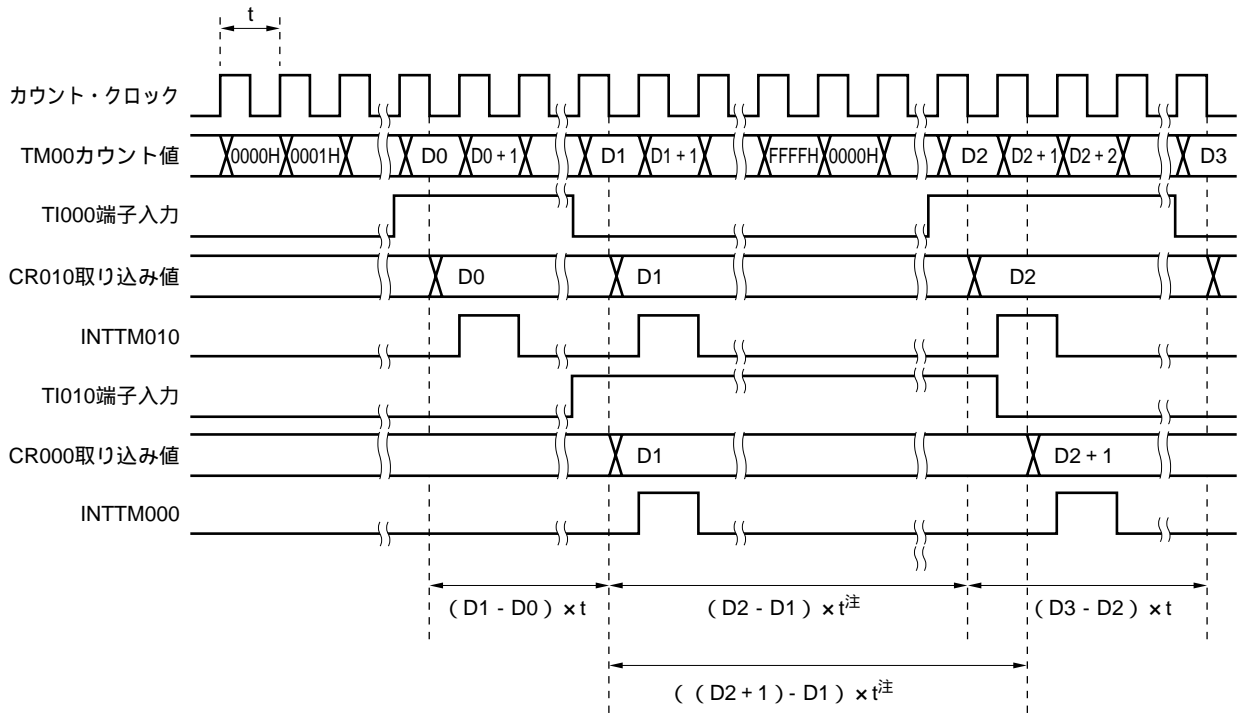 t
カウント・クロック
TM00カウント値 0000H 0001H D0 D0 + 1 D1 D1 + 1 FFFFH 0000H D2 D2 + 1 D2 + 2 D3
TI000端子入力
CR010取り込み値 D0 D1 D2
INTTM010
TI010端子入力
CR000取り込み値 D1 D2 + 1
INTTM000
( D1 - D0 ) × t ( D2 - D1 ) × t注 ( D3 - D2 ) × t
( ( D2 + 1 ) - D1 ) × t注